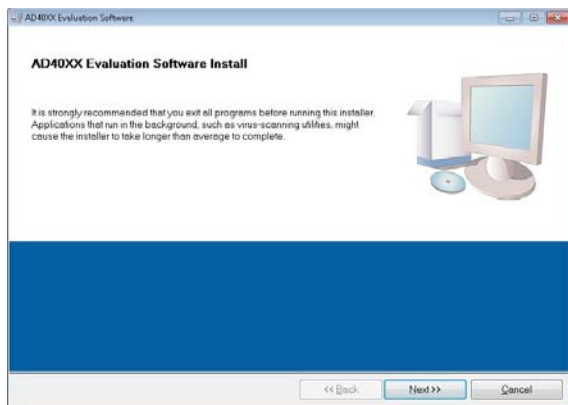 AD40XX Evaluation Software
AD40XX Evaluation Software Install
It is strongly recommended that you exit all programs before running this installer.
Applications that run in the background, such as virus-scanning utilities, might
cause the installer to take longer than average to complete.
<< Back
Next >>
Cancel